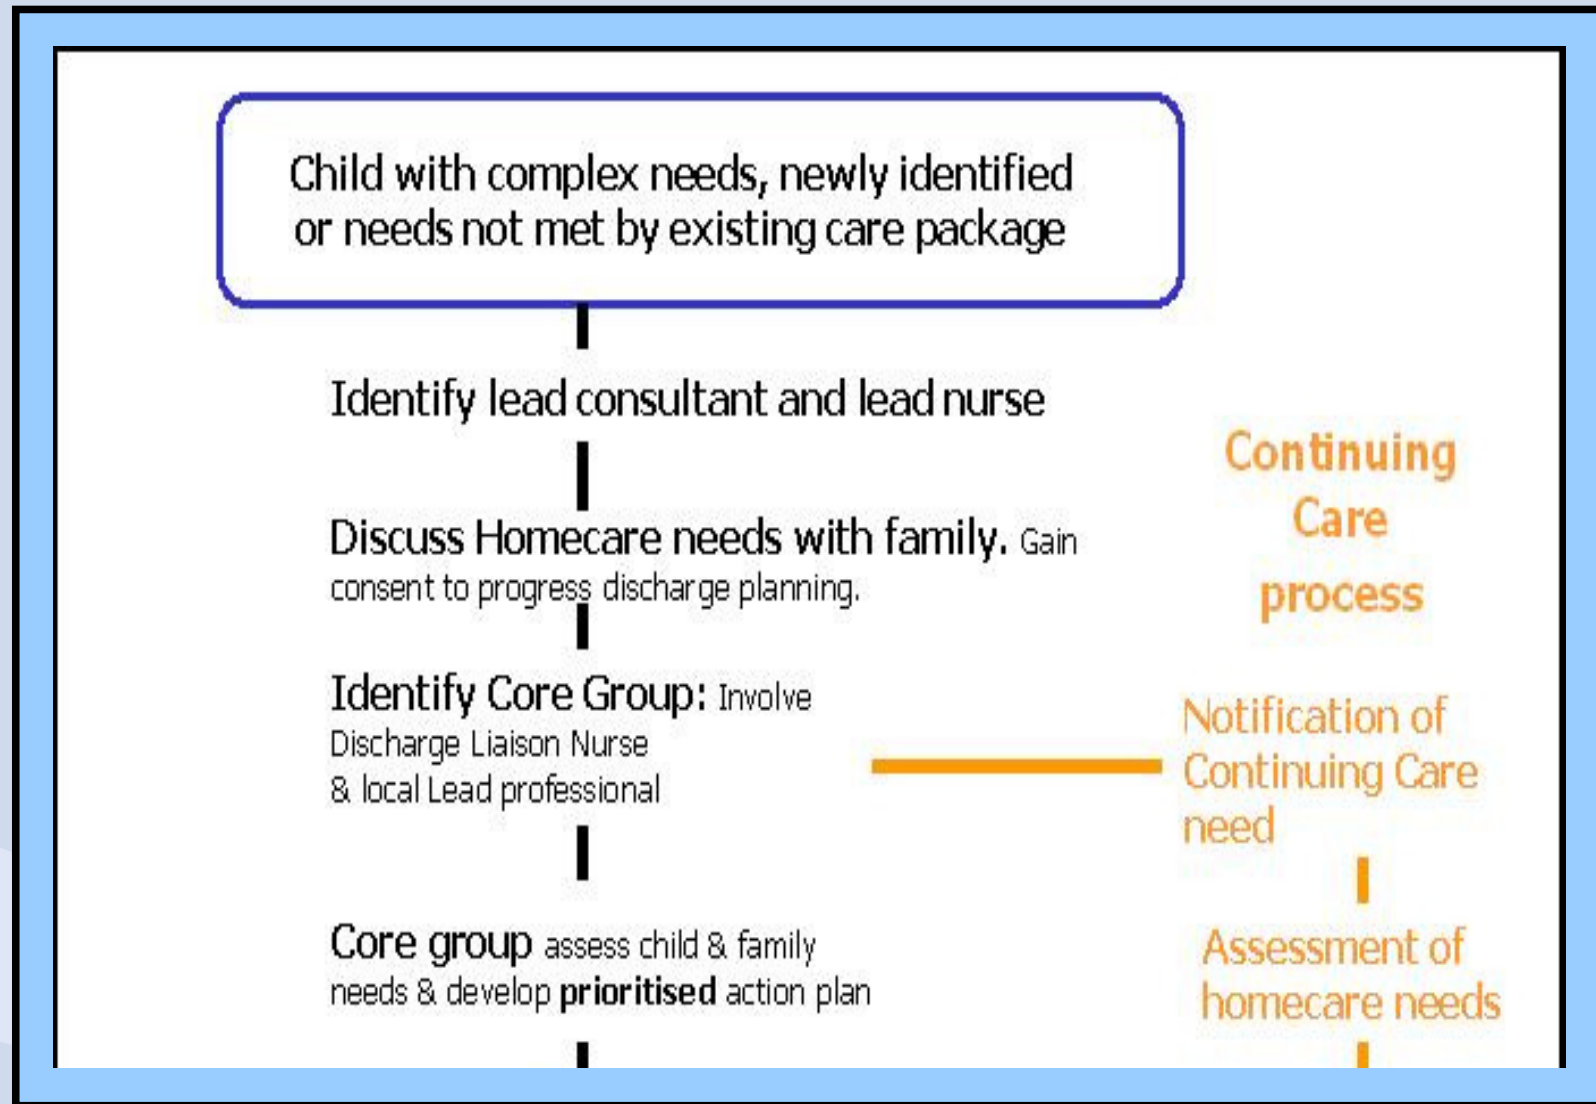 Child with complex needs, newly identified
or needs not met by existing care package
Identify lead consultant and lead nurse
Discuss Homecare needs with family. Gain
consent to progress discharge planning.
Identify Core Group: Involve
Discharge Liaison Nurse
& local Lead professional
Core group assess child & family
needs & develop prioritised action plan
Continuing
Care
process
Notification of
Continuing Care
need
Assessment of
homecare needs